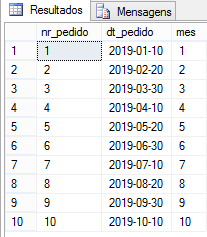 Resultados Mensagens
nr_pedido dt_pedido mes
1 1 2019-01-10 1
2 2 2019-02-20 2
3 3 2019-03-30 3
4 4 2019-04-10 4
5 5 2019-05-20 5
6 6 2019-06-30 6
7 7 2019-07-10 7
8 8 2019-08-20 8
9 9 2019-09-30 9
10 10 2019-10-10 10